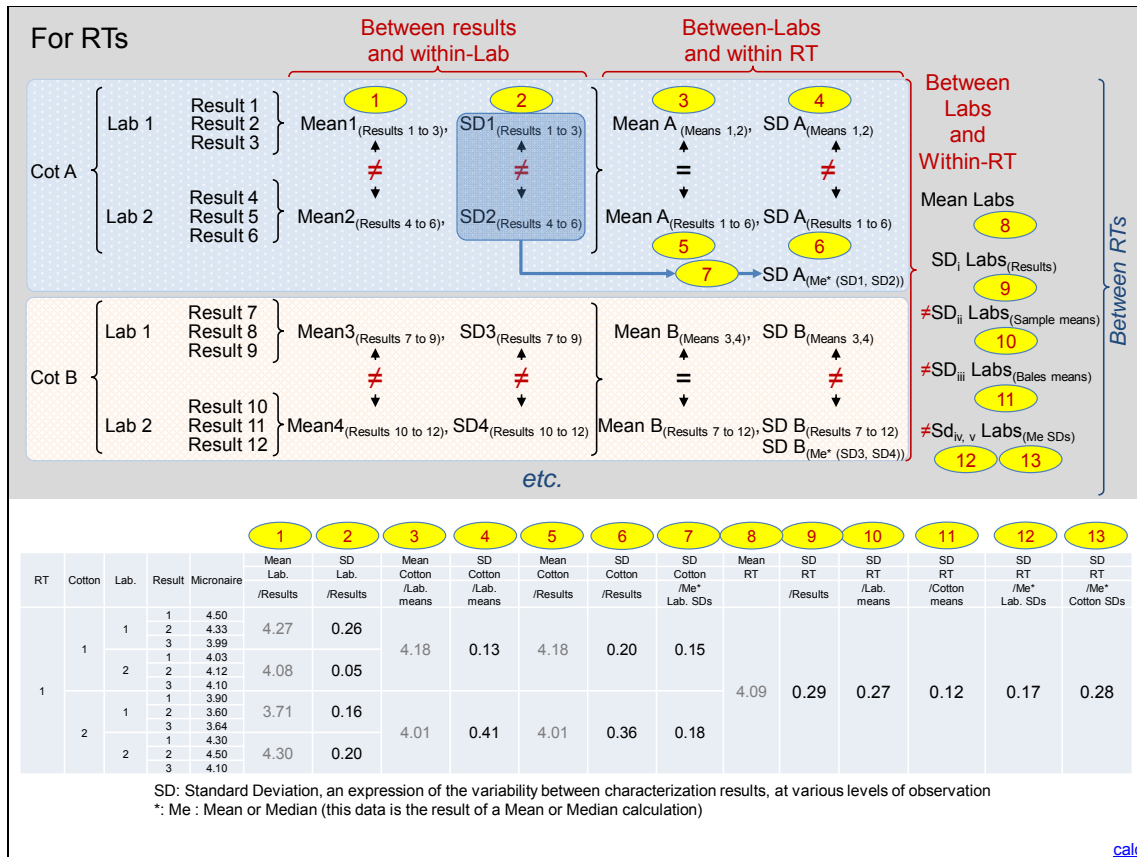 For RTs
Between results
and within-Lab
Between-Labs
and within RT
Between
Labs
and
Within-RT
Between RTs
1 2 3 4
Cot A
Lab 1
Result 1
Result 2
Result 3
Mean1(Results 1 to 3), SD1(Results 1 to 3)
Mean A (Means 1,2), SD A(Means 1,2)
≠ ≠ = ≠
Lab 2
Result 4
Result 5
Result 6
Mean2(Results 4 to 6), SD2(Results 4 to 6)
Mean A(Results 1 to 6), SD A(Results 1 to 6)
5 6
7
SD A(Me* (SD1, SD2))
Cot B
Lab 1
Result 7
Result 8
Result 9
Mean3(Results 7 to 9), SD3(Results 7 to 9)
Mean B(Means 3,4), SD B(Means 3,4)
≠ ≠ = ≠
Lab 2
Result 10
Result 11
Result 12
Mean4(Results 10 to 12), SD4(Results 10 to 12)
Mean B(Results 7 to 12), SD B(Results 7 to 12)
SD B(Me* (SD3, SD4))
Mean Labs
8
SDi Labs(Results)
9
≠SDii Labs(Sample means)
10
≠SDiii Labs(Bales means)
11
≠Sdiv, v Labs(Me SDs)
12 13
etc.
1 2 3 4 5 6 7 8 9 10 11 12 13
RT Cotton Lab. Result Micronaire
Mean SD Mean SD Mean SD SD Mean SD SD SD SD SD
Lab. Lab. Cotton Cotton Cotton Cotton Cotton RT RT RT RT RT RT
/Results /Results /Lab. means /Lab. means /Results /Results /Me* Lab. SDs /Results /Lab. means /Cotton means /Me* Lab. SDs /Me* Cotton SDs
1 1 1 1 4.50 4.27 0.26 4.18 0.13 4.18 0.20 0.15 4.09 0.29 0.27 0.12 0.17 0.28
2 4.33
3 3.99
2 1 4.03 4.08 0.05
2 4.12
3 4.10
2 1 1 3.90 3.71 0.16 4.01 0.41 4.01 0.36 0.18
2 3.60
3 3.64
2 1 4.30 4.30 0.20
2 4.50
3 4.10
SD: Standard Deviation, an expression of the variability between characterization results, at various levels of observation
*: Me : Mean or Median (this data is the result of a Mean or Median calculation)
calc